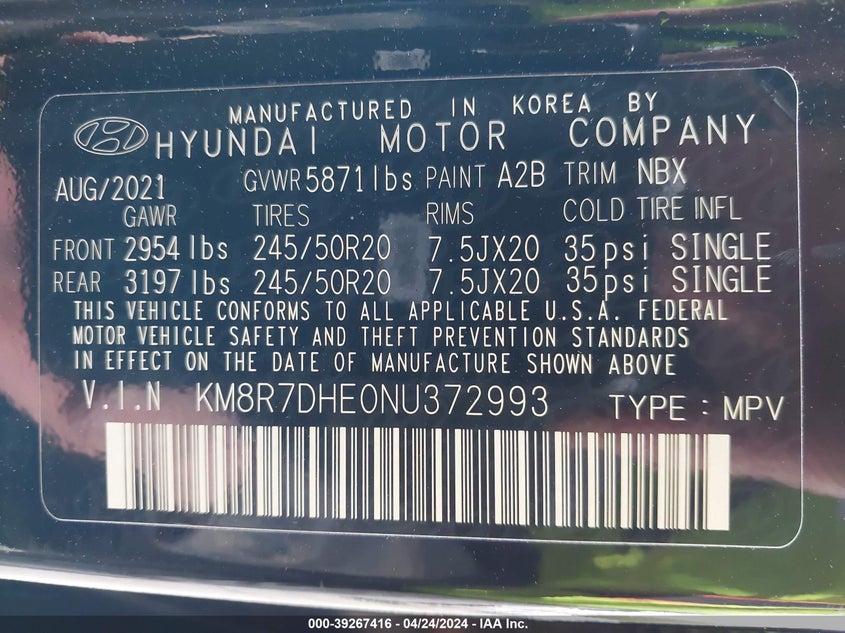 MANUFACTURED IN KOREA BY
HYUNDAI MOTOR COMPANY
AUG/2021 GVWR 5871lbs PAINT A2B TRIM NBX
GAWR TIRES RIMS COLD TIRE INFL
FRONT 2954 lbs 245/50R20 7.5JX20 35psi SINGLE
REAR 3197 lbs 245/50R20 7.5JX20 35psi SINGLE
THIS VEHICLE CONFORMS TO ALL APPLICABLE U.S.A. FEDERAL
MOTOR VEHICLE SAFETY AND THEFT PREVENTION STANDARDS
IN EFFECT ON THE DATE OF MANUFACTURE SHOWN ABOVE
V.I.N KM8R7DHE0NU372993 TYPE : MPV
000-39267416 - 04/24/2024 - IAA Inc.